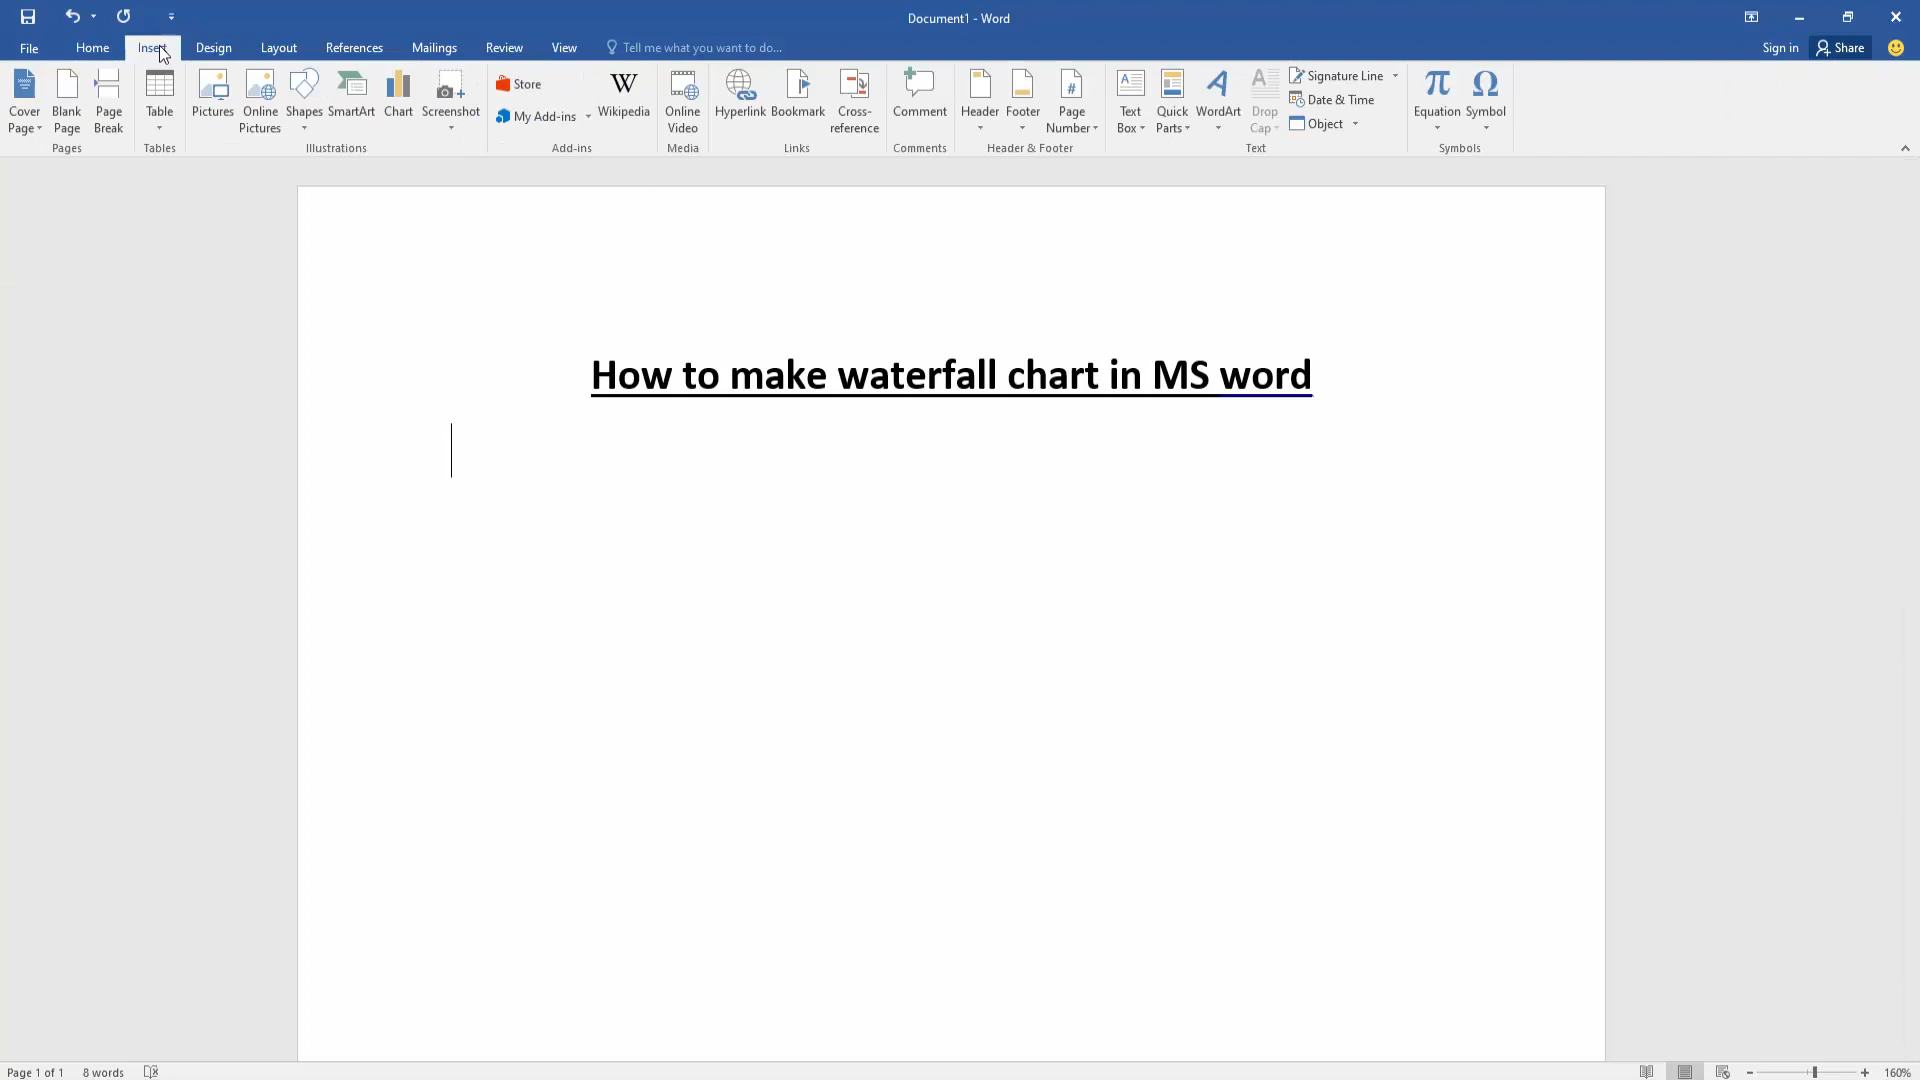 Document1 - Word
File Home Insert Design Layout References Mailings Review View Tell me what you want to do... Sign in Share
Cover Page Blank Page Page Break Table Pictures Online Pictures Shapes SmartArt Chart Screenshot Store My Add-ins Wikipedia Online Video Hyperlink Bookmark Cross-reference Comment Header Footer Page Number Text Box Quick Parts WordArt Drop Cap Signature Line Date & Time Object Equation Symbol
Pages Tables Illustrations Add-ins Media Links Comments Header & Footer Text Symbols
How to make waterfall chart in MS word
Page 1 of 1 8 words 160%